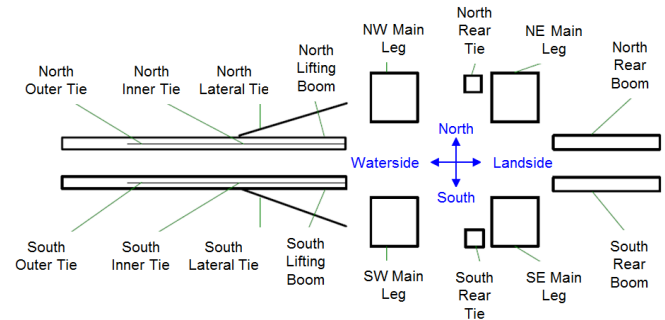 North
Outer Tie
North
Inner Tie
North
Lateral Tie
North
Lifting
Boom
NW Main
Leg
North
Rear
Tie
NE Main
Leg
North
Rear
Boom
North
Waterside
Landside
South
South
Outer Tie
South
Inner Tie
South
Lateral Tie
South
Lifting
Boom
SW Main
Leg
South
Rear
Tie
SE Main
Leg
South
Rear
Boom